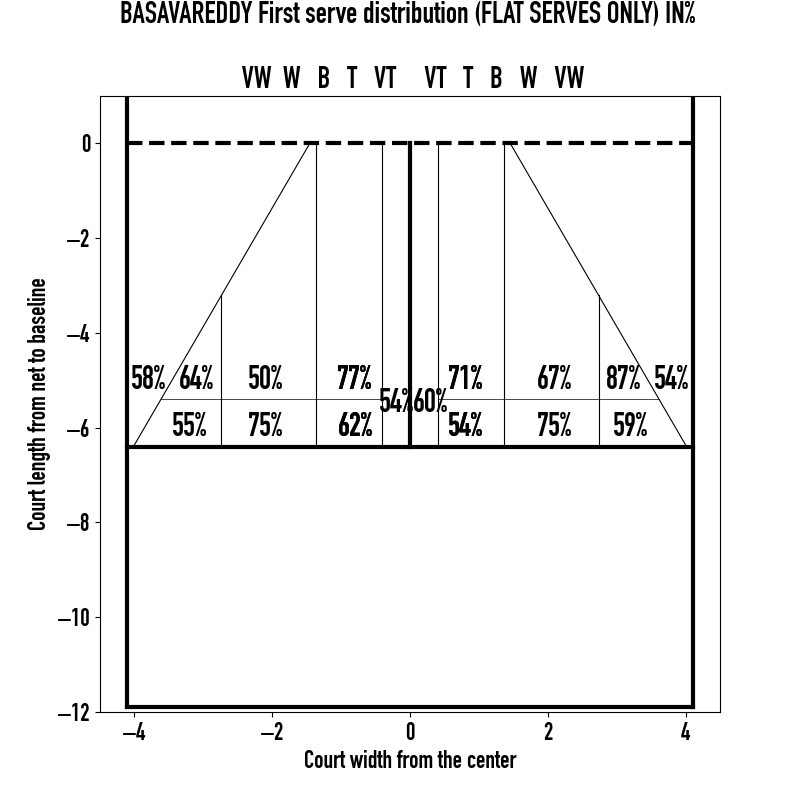 BASAVAREDDY First serve distribution (FLAT SERVES ONLY) IN%
VW W B T VT VT T B W VW
0
–2
–4
58% 64% 50% 77% 71% 67% 87% 54%
54% 60%
–6
55% 75% 62% 54% 75% 59%
–8
–10
–12
–4 –2 0 2 4
Court width from the center
Court length from net to baseline